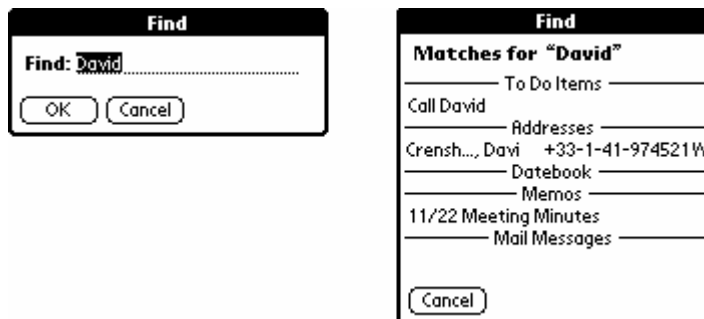 Find
Find: David
OK Cancel
Find
Matches for “David”
To Do Items
Call David
Addresses
Crensh..., Davi +33-1-41-974521W
Datebook
Memos
11/22 Meeting Minutes
Mail Messages
Cancel